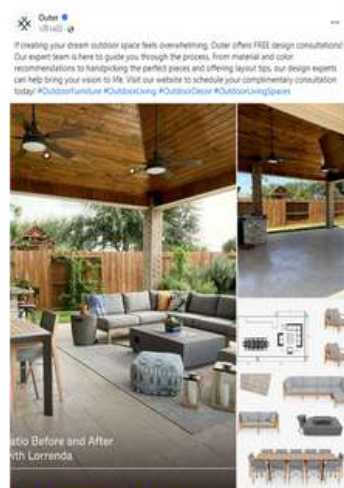 Outer
If creating your dream outdoor space feels overwhelming, Outer offers FREE design consultations!
Our expert team is here to guide you through the process. From material and color
recommendations to handpicking the perfect pieces and offering layout tips, our design experts
can help bring your vision to life. Visit our website to schedule your complimentary consultation
today! #OutdoorFurniture #OutdoorLiving #OutdoorDecor #OutdoorLivingSpaces
atio Before and After
ith Lorrenda